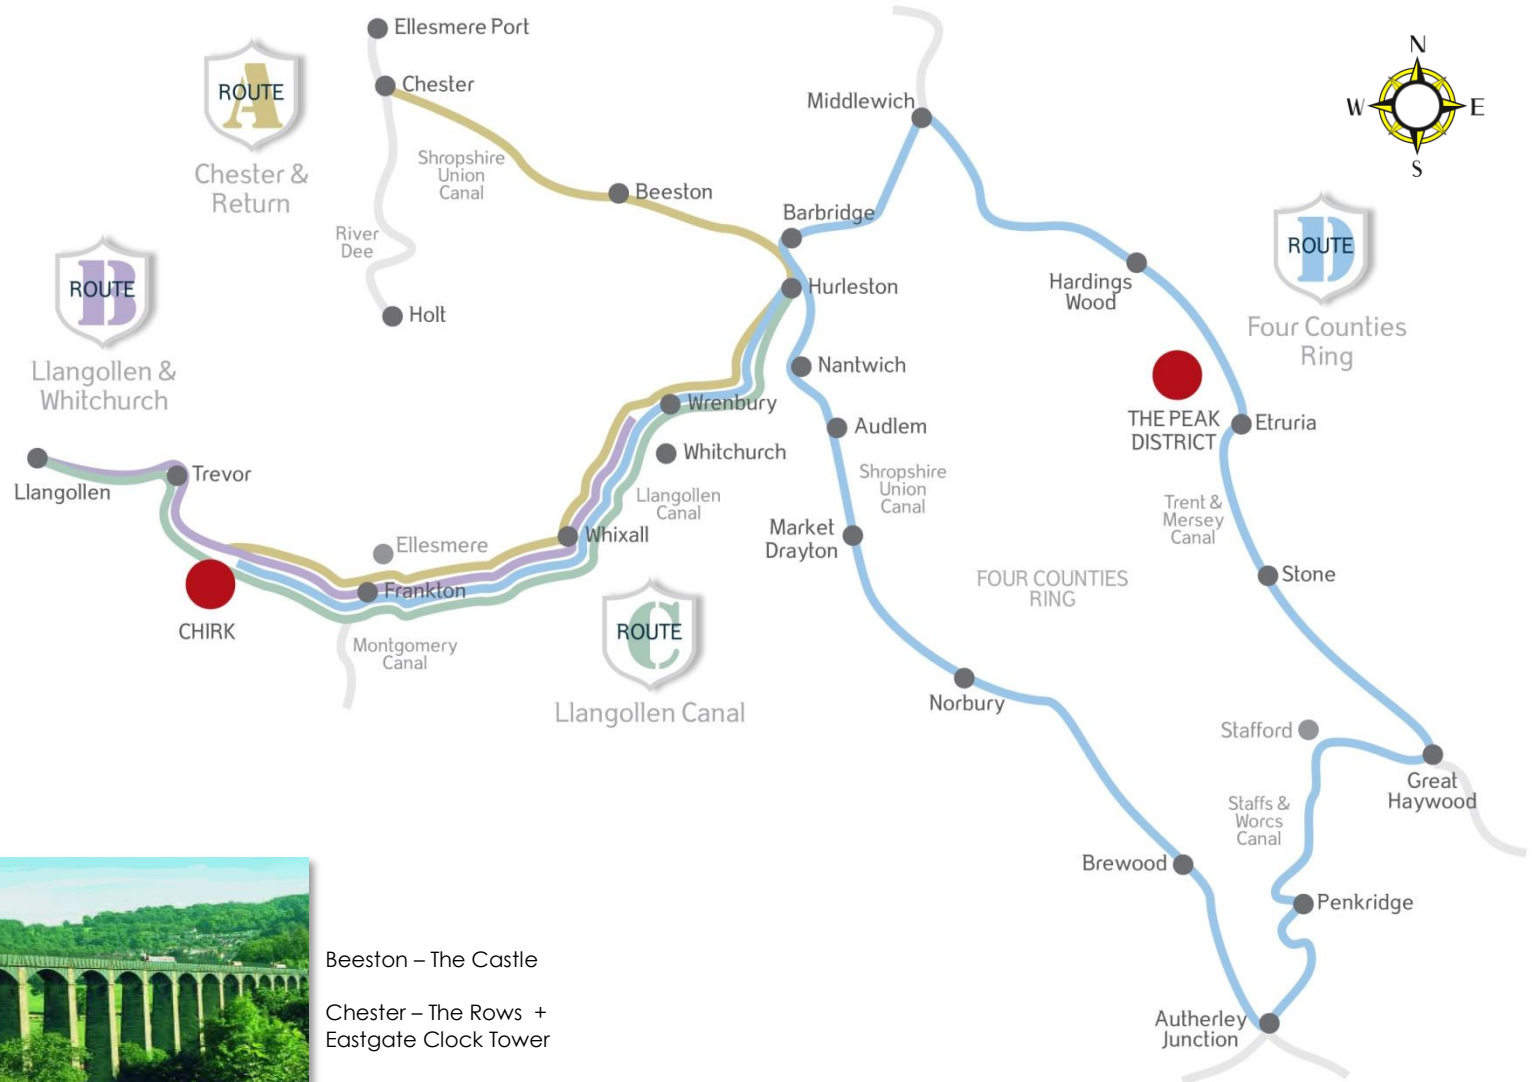 Ellesmere Port
Chester
ROUTE
A
Chester &
Return
Shropshire
Union
Canal
Beeston
River
Dee
Holt
Middlewich
Barbridge
Hurleston
N
W
E
S
ROUTE
B
Llangollen &
Whitchurch
Hardings
Wood
ROUTE
D
Four Counties
Ring
Nantwich
Wrenbury
Audlem
Whitchurch
THE PEAK
DISTRICT
Etruria
Llangollen
Trevor
Llangollen
Canal
Shropshire
Union
Canal
Trent &
Mersey
Canal
Market
Drayton
Whixall
Ellesmere
Frankton
CHIRK
Montgomery
Canal
ROUTE
C
Llangollen Canal
FOUR COUNTIES
RING
Stone
Norbury
Stafford
Great
Haywood
Staffs &
Worcs
Canal
Brewood
Penkridge
Autherley
Junction
Beeston – The Castle
Chester – The Rows +
Eastgate Clock Tower